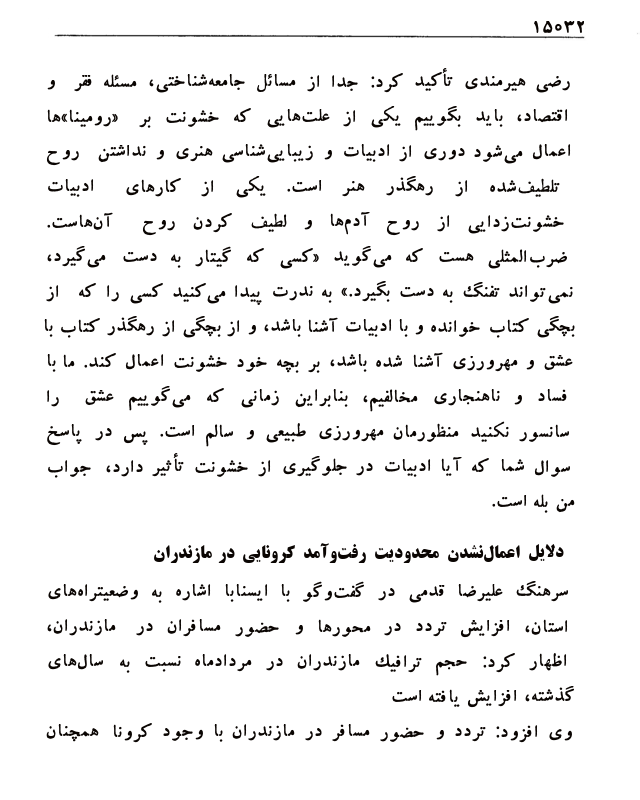 ۱۵۰۳۲
رضی هیرمندی تأکید کرد: جدا از مسائل جامعه‌شناختی، مسئله فقر و
اقتصاد، باید بگوییم یکی از علت‌هایی که خشونت بر «رومینا»ها
اعمال می‌شود دوری از ادبیات و زیبایی‌شناسی هنری و نداشتن روح
تلطیف‌شده از رهگذر هنر است. یکی از کارهای ادبیات
خشونت‌زدایی از روح آدم‌ها و لطیف کردن روح آن‌هاست.
ضرب‌المثلی هست که می‌گوید «کسی که گیتار به دست می‌گیرد،
نمی‌تواند تفنگ به دست بگیرد.» به ندرت پیدا می‌کنید کسی را که از
بچگی کتاب خوانده و با ادبیات آشنا باشد، و از بچگی از رهگذر کتاب با
عشق و مهرورزی آشنا شده باشد، بر بچه خود خشونت اعمال کند. ما با
فساد و ناهنجاری مخالفیم، بنابراین زمانی که می‌گوییم عشق را
سانسور نکنید منظورمان مهرورزی طبیعی و سالم است. پس در پاسخ
سوال شما که آیا ادبیات در جلوگیری از خشونت تأثیر دارد، جواب
من بله است.
دلایل اعمال‌نشدن محدودیت رفت‌وآمد کرونایی در مازندران
سرهنگ علیرضا قدمی در گفت‌وگو با ایسنابا اشاره به وضعیتراه‌های
استان، افزایش تردد در محورها و حضور مسافران در مازندران،
اظهار کرد: حجم ترافیک مازندران در مردادماه نسبت به سال‌های
گذشته، افزایش یافته است
وی افزود: تردد و حضور مسافر در مازندران با وجود کرونا همچنان